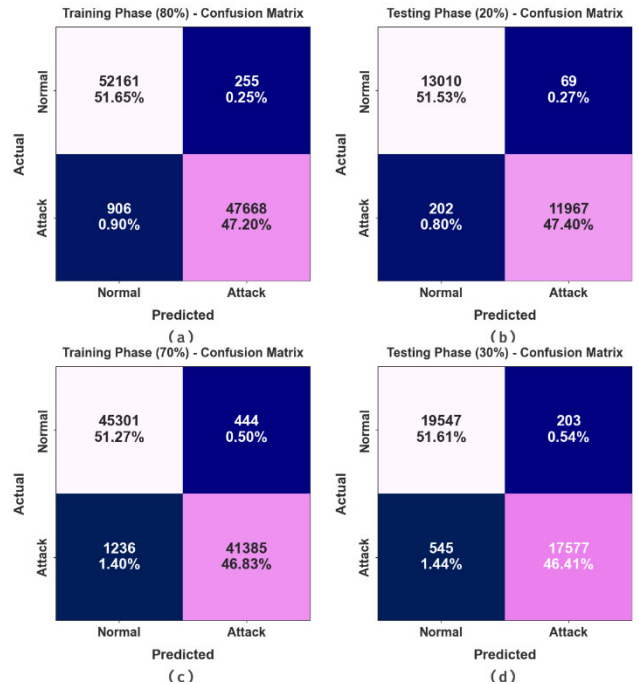 Training Phase (80%) - Confusion Matrix
Normal
52161
51.65%
255
0.25%
Actual
Attack
906
0.90%
47668
47.20%
Normal Attack
Predicted
(a)
Testing Phase (20%) - Confusion Matrix
Normal
13010
51.53%
69
0.27%
Actual
Attack
202
0.80%
11967
47.40%
Normal Attack
Predicted
(b)
Training Phase (70%) - Confusion Matrix
Normal
45301
51.27%
444
0.50%
Actual
Attack
1236
1.40%
41385
46.83%
Normal Attack
Predicted
(c)
Testing Phase (30%) - Confusion Matrix
Normal
19547
51.61%
203
0.54%
Actual
Attack
545
1.44%
17577
46.41%
Normal Attack
Predicted
(d)